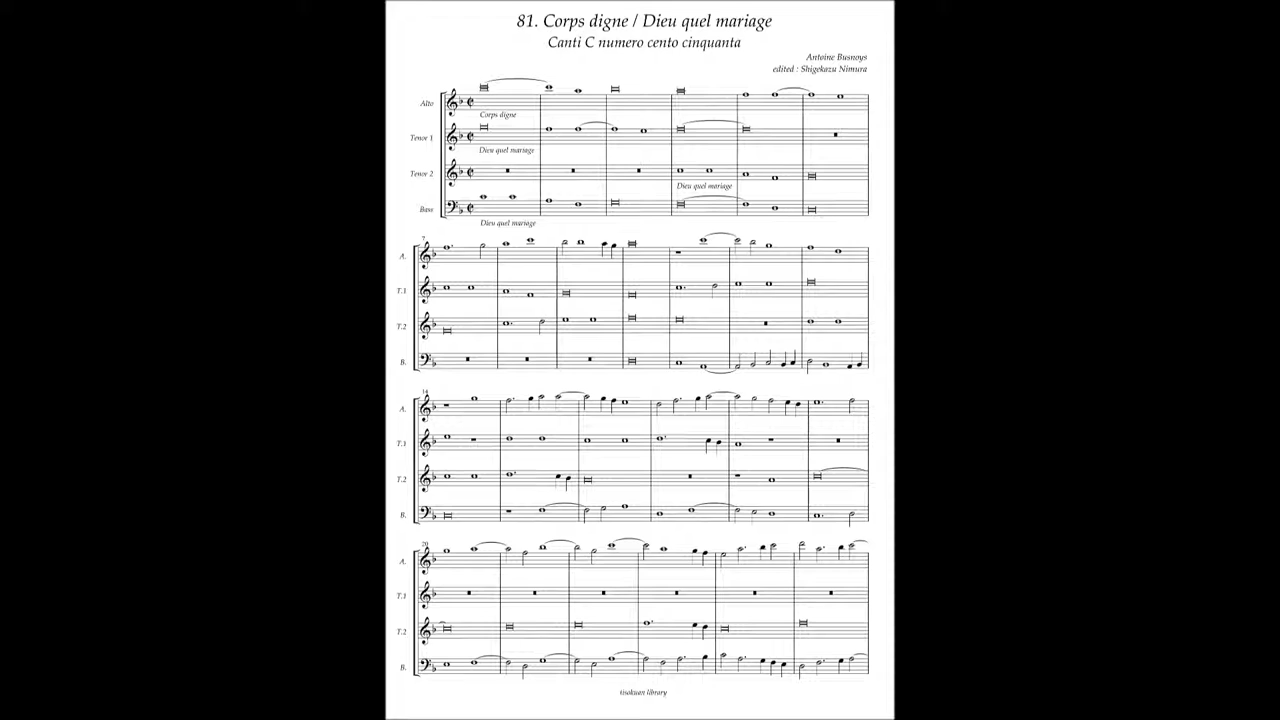 81. Corps digne / Dieu quel mariage
Canti C numero cento cinquanta
Antoine Busnoys
edited : Shigekazu Nimura
Alto
Corps digne
Tenor 1
Dieu quel mariage
Tenor 2
Dieu quel mariage
Bass
Dieu quel mariage
7
A.
T.1
T.2
B.
14
A.
T.1
T.2
B.
20
A.
T.1
T.2
B.
tisokuan library